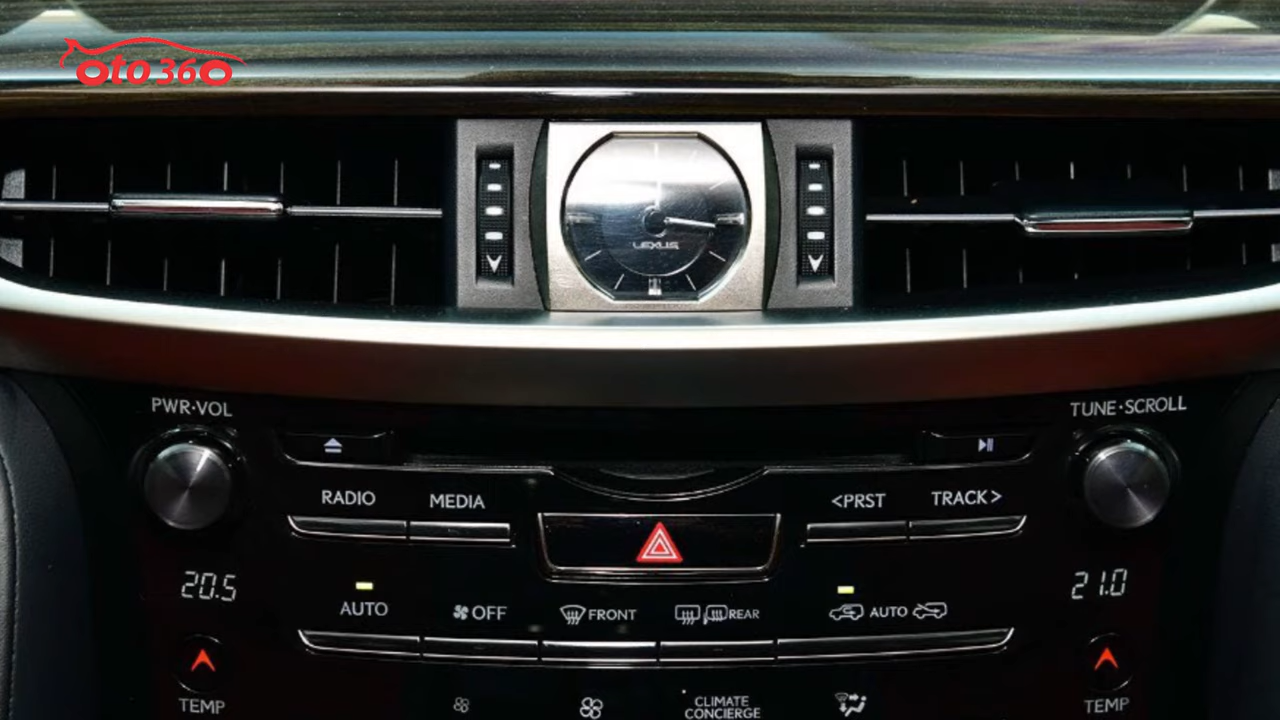 oto360
LEXUS
PWR·VOL
TUNE·SCROLL
RADIO
MEDIA
<PRST
TRACK>
20.5
21.0
AUTO
OFF
FRONT
REAR
AUTO
TEMP
CLIMATE
CONCIERGE
TEMP